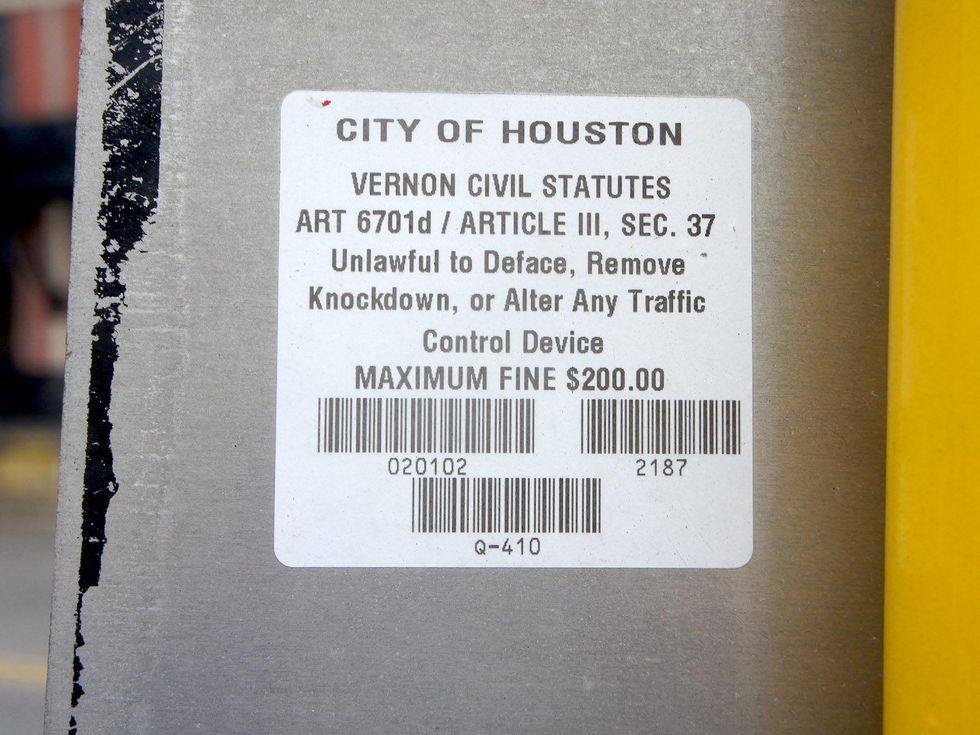 CITY OF HOUSTON
VERNON CIVIL STATUTES
ART 6701d / ARTICLE III, SEC. 37
Unlawful to Deface, Remove
Knockdown, or Alter Any Traffic
Control Device
MAXIMUM FINE $200.00
020102 2187
Q-410